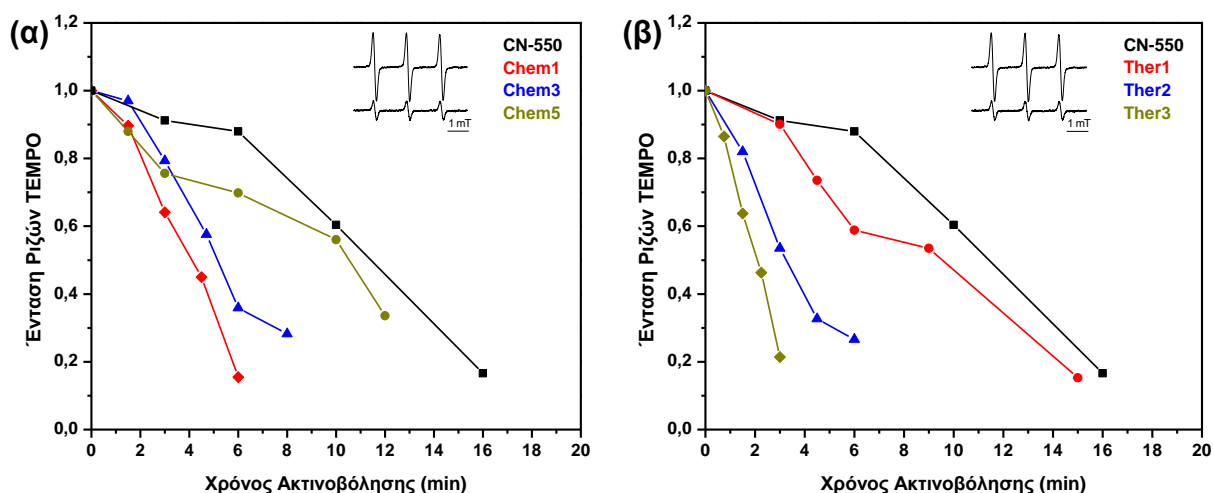 (α)
1,2
1,0
0,8
0,6
0,4
0,2
0,0
Ένταση Ριζών TEMPO
0 2 4 6 8 10 12 14 16 18 20
Χρόνος Ακτινοβόλησης (min)
1 mT
CN-550
Chem1
Chem3
Chem5
(β)
1,2
1,0
0,8
0,6
0,4
0,2
0,0
Ένταση Ριζών TEMPO
0 2 4 6 8 10 12 14 16 18 20
Χρόνος Ακτινοβόλησης (min)
1 mT
CN-550
Ther1
Ther2
Ther3